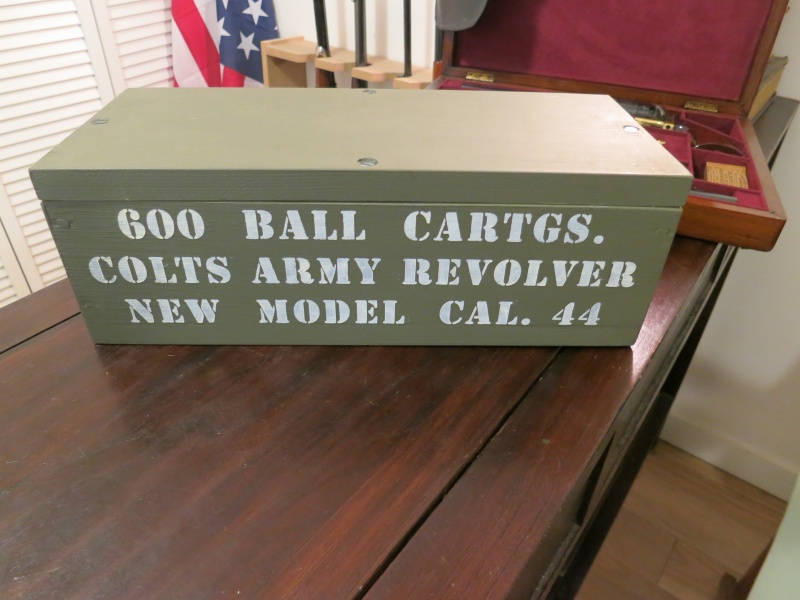 600 BALL CARTGS.
COLTS ARMY REVOLVER
NEW MODEL CAL. 44